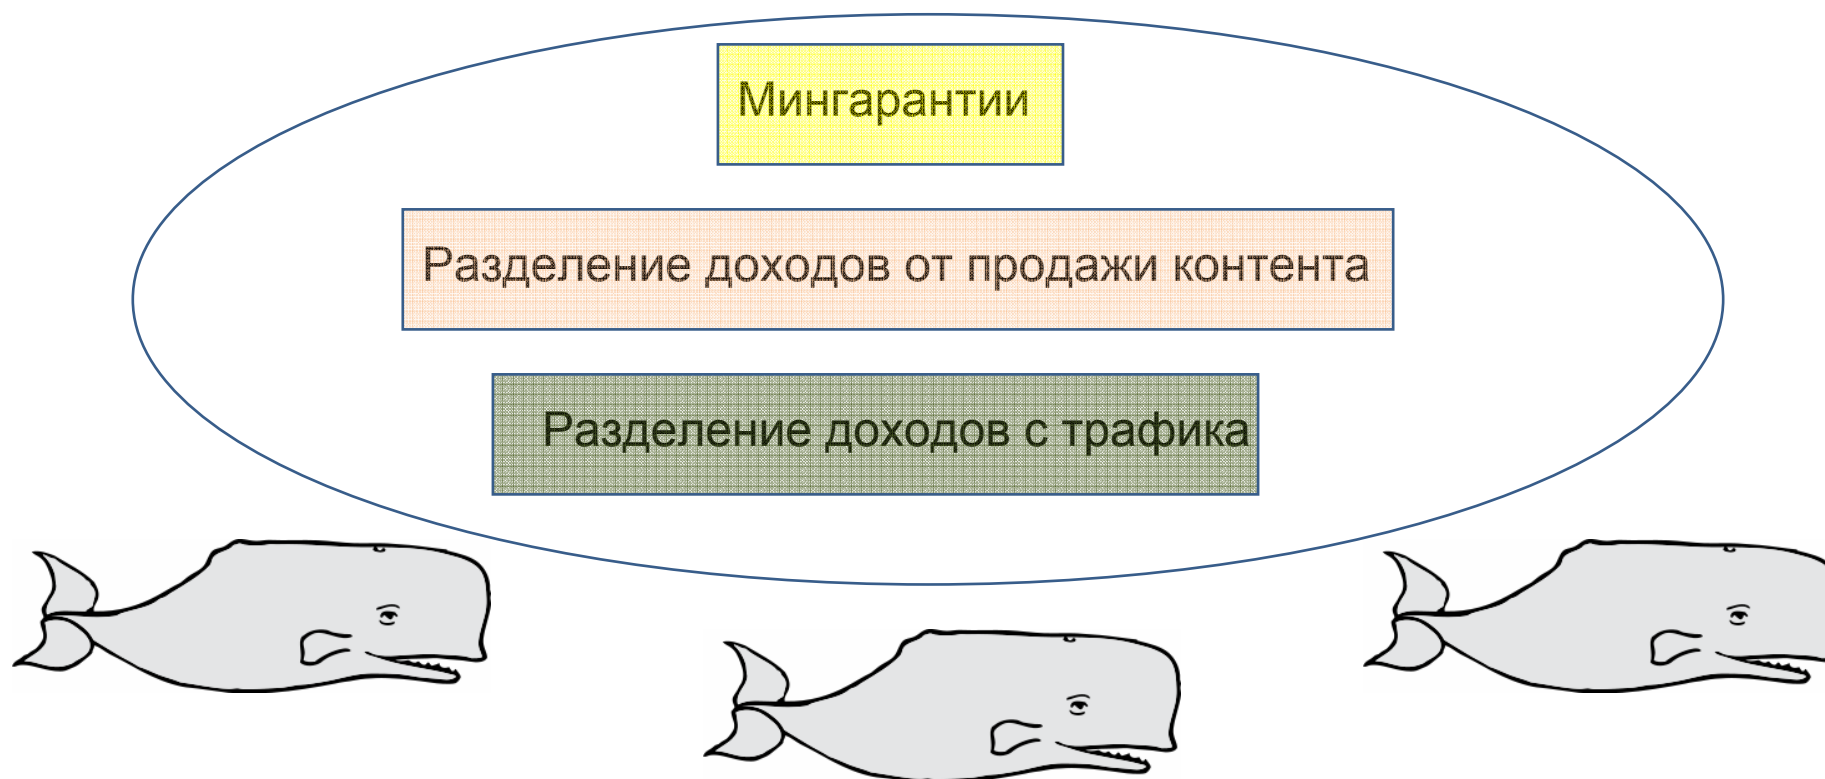 Мингарантии
Разделение доходов от продажи контента
Разделение доходов с трафика